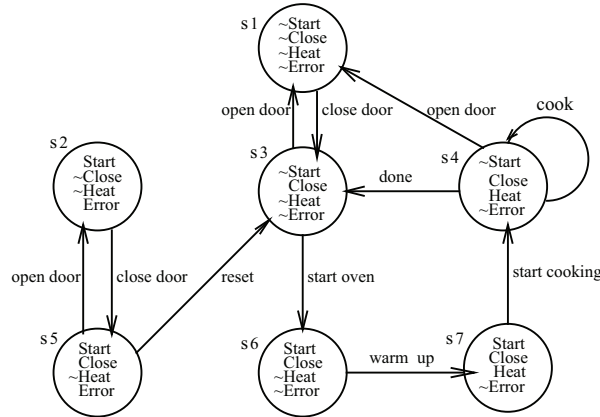 s1
~Start
~Close
~Heat
~Error
open door
close door
open door
cook
s2
Start
~Close
~Heat
Error
s3
~Start
Close
~Heat
~Error
done
s4
~Start
Close
Heat
~Error
open door
close door
reset
start oven
start cooking
s5
Start
Close
~Heat
Error
s6
Start
Close
~Heat
Error
warm up
s7
Start
Close
Heat
~Error